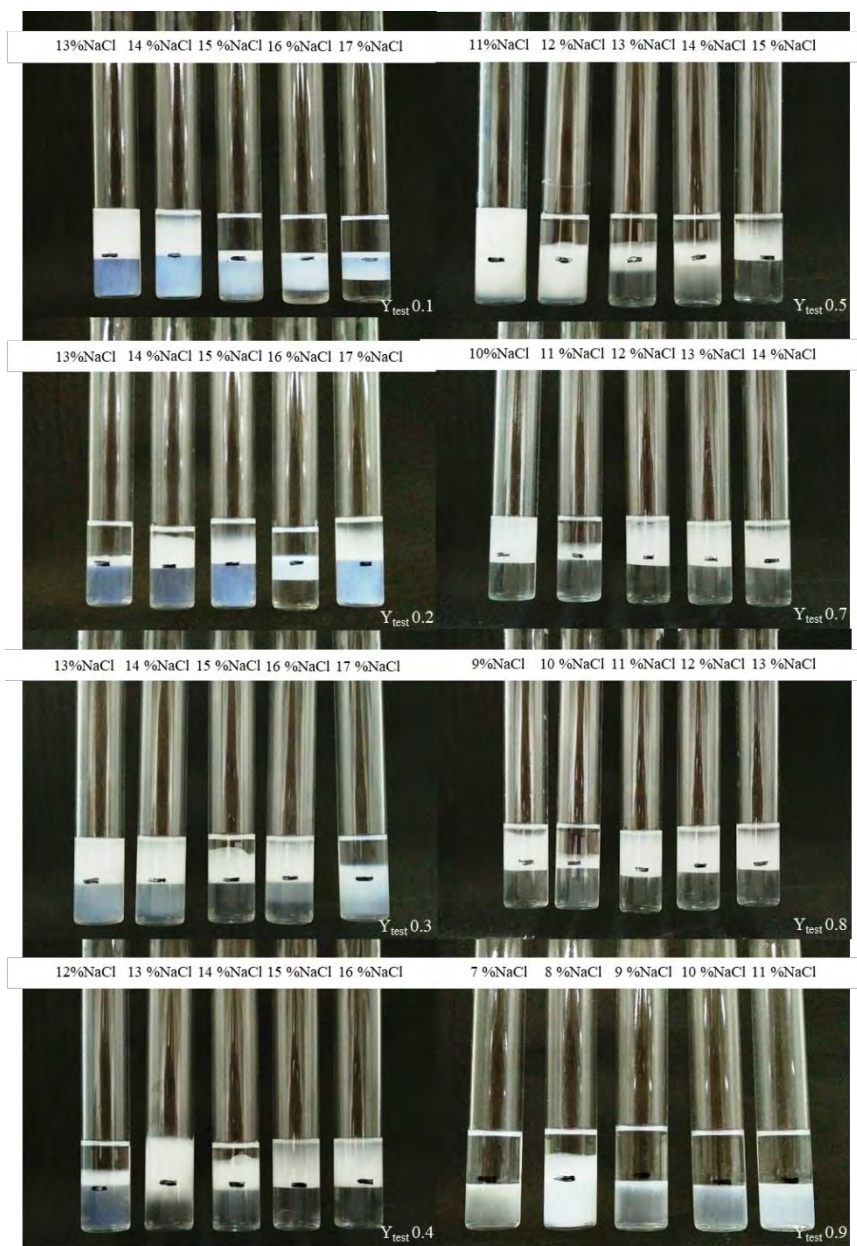 13%NaCl 14 %NaCl 15 %NaCl 16 %NaCl 17 %NaCl
Ytest 0.1
11%NaCl 12 %NaCl 13 %NaCl 14 %NaCl 15 %NaCl
Ytest 0.5
13%NaCl 14 %NaCl 15 %NaCl 16 %NaCl 17 %NaCl
Ytest 0.2
10%NaCl 11 %NaCl 12 %NaCl 13 %NaCl 14 %NaCl
Ytest 0.7
13%NaCl 14 %NaCl 15 %NaCl 16 %NaCl 17 %NaCl
Ytest 0.3
9%NaCl 10 %NaCl 11 %NaCl 12 %NaCl 13 %NaCl
Ytest 0.8
12%NaCl 13 %NaCl 14 %NaCl 15 %NaCl 16 %NaCl
Ytest 0.4
7 %NaCl 8 %NaCl 9 %NaCl 10 %NaCl 11 %NaCl
Ytest 0.9